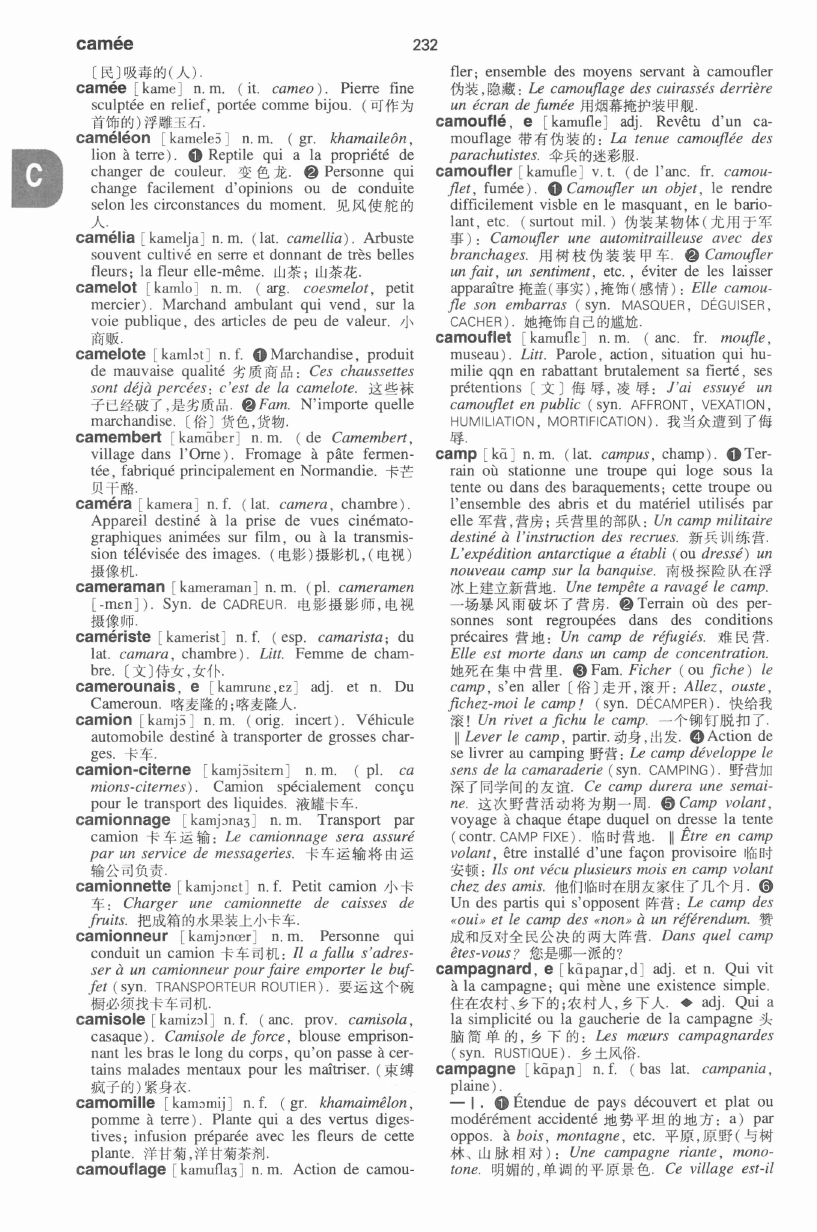 camée
232
C
〔民〕吸毒的(人).
camée [kame] n. m. (it. cameo). Pierre fine
sculptée en relief, portée comme bijou. (可作为
首饰的)浮雕玉石.
caméléon [kameleɔ̃] n. m. (gr. khamaileôn,
lion à terre). ❶ Reptile qui a la propriété de
changer de couleur. 变色龙. ❷ Personne qui
change facilement d'opinions ou de conduite
selon les circonstances du moment. 见风使舵的
人.
camélia [kamelja] n. m. (lat. camellia). Arbuste
souvent cultivé en serre et donnant de très belles
fleurs; la fleur elle-même. 山茶; 山茶花.
camelot [kamlo] n. m. (arg. coesmelot, petit
mercier). Marchand ambulant qui vend, sur la
voie publique, des articles de peu de valeur. 小
商贩.
camelote [kamlɔt] n. f. ❶ Marchandise, produit
de mauvaise qualité 劣质商品: Ces chaussettes
sont déjà percées: c'est de la camelote. 这些袜
子已经破了,是劣质品. ❷ Fam. N'importe quelle
marchandise. 〔俗〕货色,货物.
camembert [kamɑ̃bɛr] n. m. (de Camembert,
village dans l'Orne). Fromage à pâte fermen-
tée, fabriqué principalement en Normandie. 卡芒
贝干酪.
caméra [kamera] n. f. (lat. camera, chambre).
Appareil destiné à la prise de vues cinémato-
graphiques animées sur film, ou à la transmis-
sion télévisée des images. (电影)摄影机,(电视)
摄像机.
cameraman [kameraman] n. m. (pl. cameramen
[-mɛn]). Syn. de CADREUR. 电影摄影师,电视
摄像师.
camériste [kamerist] n. f. (esp. camarista; du
lat. camara, chambre). Litt. Femme de cham-
bre. 〔文〕侍女,女仆.
camerounais, e [kamrunɛ,ɛz] adj. et n. Du
Cameroun. 喀麦隆的;喀麦隆人.
camion [kamjɔ̃] n. m. (orig. incert). Véhicule
automobile destiné à transporter de grosses char-
ges. 卡车.
camion-citerne [kamjɔ̃sitɛrn] n. m. (pl. ca
mions-citernes). Camion spécialement conçu
pour le transport des liquides. 液罐卡车.
camionnage [kamjɔnaʒ] n. m. Transport par
camion 卡车运输: Le camionnage sera assuré
par un service de messageries. 卡车运输将由运
输公司负责.
camionnette [kamjɔnɛt] n. f. Petit camion 小卡
车: Charger une camionnette de caisses de
fruits. 把成箱的水果装上小卡车.
camionneur [kamjɔnœr] n. m. Personne qui
conduit un camion 卡车司机: Il a fallu s'adres-
ser à un camionneur pour faire emporter le buf-
fet (syn. TRANSPORTEUR ROUTIER). 要运这个碗
橱必须找卡车司机.
camisole [kamizɔl] n. f. (anc. prov. camisola,
casaque). Camisole de force, blouse emprison-
nant les bras le long du corps, qu'on passe à cer-
tains malades mentaux pour les maîtriser. (束缚
疯子的)紧身衣.
camomille [kamɔmij] n. f. (gr. khamaimêlon,
pomme à terre). Plante qui a des vertus diges-
tives; infusion préparée avec les fleurs de cette
plante. 洋甘菊,洋甘菊茶剂.
camouflage [kamuflaʒ] n. m. Action de camou-
fler; ensemble des moyens servant à camoufler
伪装,隐藏: Le camouflage des cuirassés derrière
un écran de fumée 用烟幕掩护装甲舰.
camouflé, e [kamufle] adj. Revêtu d'un ca-
mouflage 带有伪装的: La tenue camouflée des
parachutistes. 伞兵的迷彩服.
camoufler [kamufle] v. t. (de l'anc. fr. camou-
flet, fumée). ❶ Camoufler un objet, le rendre
difficilement visble en le masquant, en le bario-
lant, etc. (surtout mil.) 伪装某物体(尤用于军
事): Camoufler une automitrailleuse avec des
branchages. 用树枝伪装装甲车. ❷ Camoufler
un fait, un sentiment, etc., éviter de les laisser
apparaître 掩盖(事实),掩饰(感情): Elle camou-
fle son embarras (syn. MASQUER, DÉGUISER,
CACHER). 她掩饰自己的尴尬.
camouflet [kamuflɛ] n. m. (anc. fr. moufle,
museau). Litt. Parole, action, situation qui hu-
milie qqn en rabattant brutalement sa fierté, ses
prétentions 〔文〕侮辱,凌辱: J'ai essuyé un
camouflet en public (syn. AFFRONT, VEXATION,
HUMILIATION, MORTIFICATION). 我当众遭到了侮
辱.
camp [kɑ̃] n. m. (lat. campus, champ). ❶ Ter-
rain où stationne une troupe qui loge sous la
tente ou dans des baraquements; cette troupe ou
l'ensemble des abris et du matériel utilisés par
elle 军营,营房; 兵营里的部队: Un camp militaire
destiné à l'instruction des recrues. 新兵训练营.
L'expédition antarctique a établi (ou dressé) un
nouveau camp sur la banquise. 南极探险队在浮
冰上建立新营地. Une tempête a ravagé le camp.
一场暴风雨破坏了营房. ❷ Terrain où des per-
sonnes sont regroupées dans des conditions
précaires 营地: Un camp de réfugiés. 难民营.
Elle est morte dans un camp de concentration.
她死在集中营里. ❸ Fam. Ficher (ou fiche) le
camp, s'en aller 〔俗〕走开,滚开: Allez, ouste,
fichez-moi le camp! (syn. DÉCAMPER). 快给我
滚! Un rivet a fichu le camp. 一个铆钉脱扣了.
‖ Lever le camp, partir. 动身,出发. ❹ Action de
se livrer au camping 野营: Le camp développe le
sens de la camaraderie (syn. CAMPING). 野营加
深了同学间的友谊. Ce camp durera une semai-
ne. 这次野营活动将为期一周. ❺ Camp volant,
voyage à chaque étape duquel on dresse la tente
(contr. CAMP FIXE). 临时营地. ‖ Être en camp
volant, être installé d'une façon provisoire 临时
安顿: Ils ont vécu plusieurs mois en camp volant
chez des amis. 他们临时在朋友家住了几个月. ❻
Un des partis qui s'opposent 阵营: Le camp des
«oui» et le camp des «non» à un référendum. 赞
成和反对全民公决的两大阵营. Dans quel camp
êtes-vous? 您是哪一派的?
campagnard, e [kɑ̃paɲar,d] adj. et n. Qui vit
à la campagne; qui mène une existence simple.
住在农村、乡下的;农村人,乡下人. ◆ adj. Qui a
la simplicité ou la gaucherie de la campagne 头
脑简单的,乡下的: Les mœurs campagnardes
(syn. RUSTIQUE). 乡土风俗.
campagne [kɑ̃paɲ] n. f. (bas lat. campania,
plaine).
— I. ❶ Étendue de pays découvert et plat ou
modérément accidenté 地势平坦的地方: a) par
oppos. à bois, montagne, etc. 平原,原野(与树
林、山脉相对): Une campagne riante, mono-
tone. 明媚的,单调的平原景色. Ce village est-il